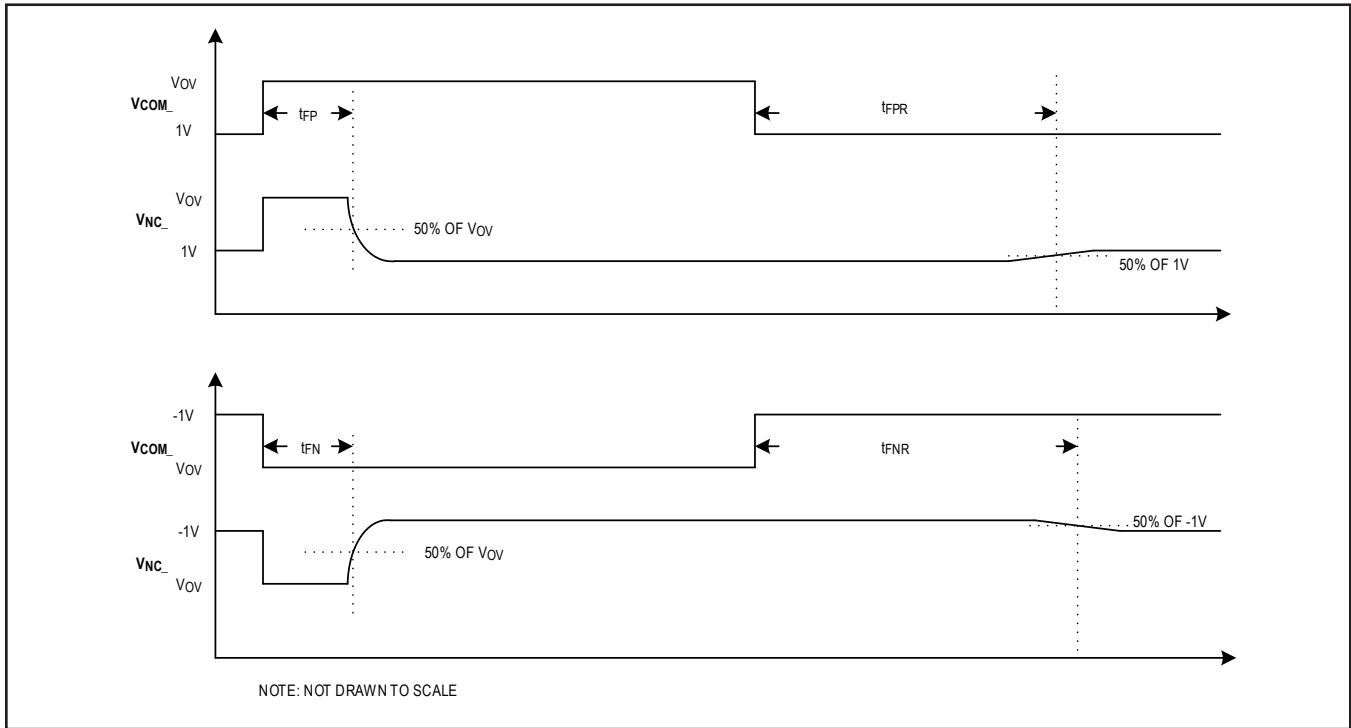 VOV
VCOM_
tFP
tFPR
1V
VOV
VNC_
50% OF VOV
1V
50% OF 1V
-1V
VCOM_
tFN
tFNR
VOV
-1V
50% OF -1V
50% OF VOV
VNC_
VOV
NOTE: NOT DRAWN TO SCALE